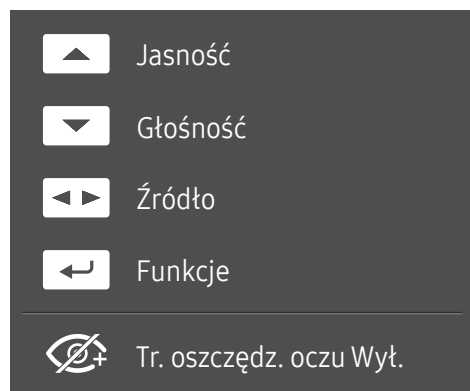 Jasność
Głośność
Źródło
Funkcje
Tr. oszczędz. oczu Wył.